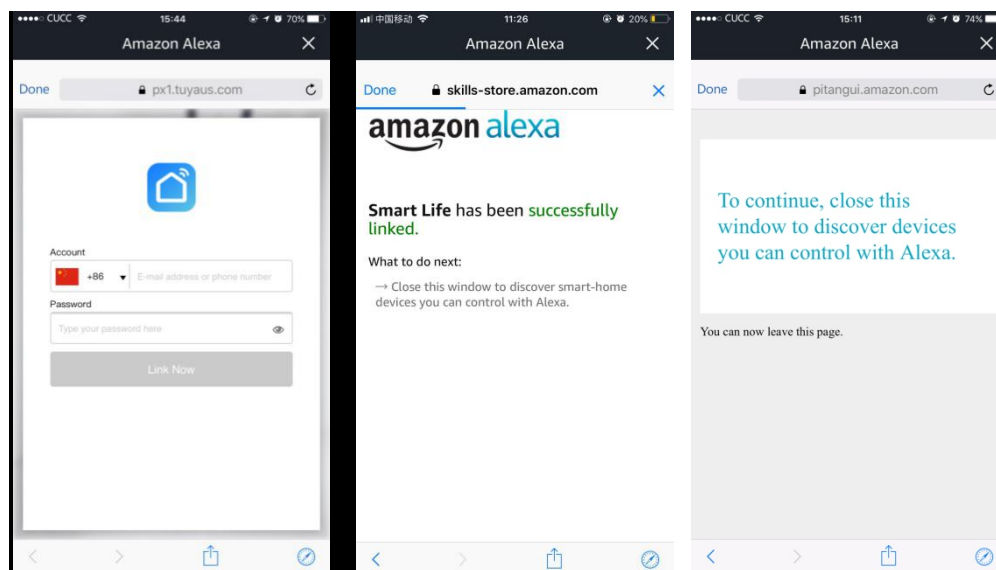 CUCC 15:44 70%
Amazon Alexa
Done px1.tuyaus.com
Account
+86 E-mail address or phone number
Password
Type your password here
Link Now
中国移动 11:26 20%
Amazon Alexa
Done skills-store.amazon.com
amazon alexa
Smart Life has been successfully
linked.
What to do next:
→ Close this window to discover smart-home
devices you can control with Alexa.
CUCC 15:11 74%
Amazon Alexa
Done pitangui.amazon.com
To continue, close this
window to discover devices
you can control with Alexa.
You can now leave this page.